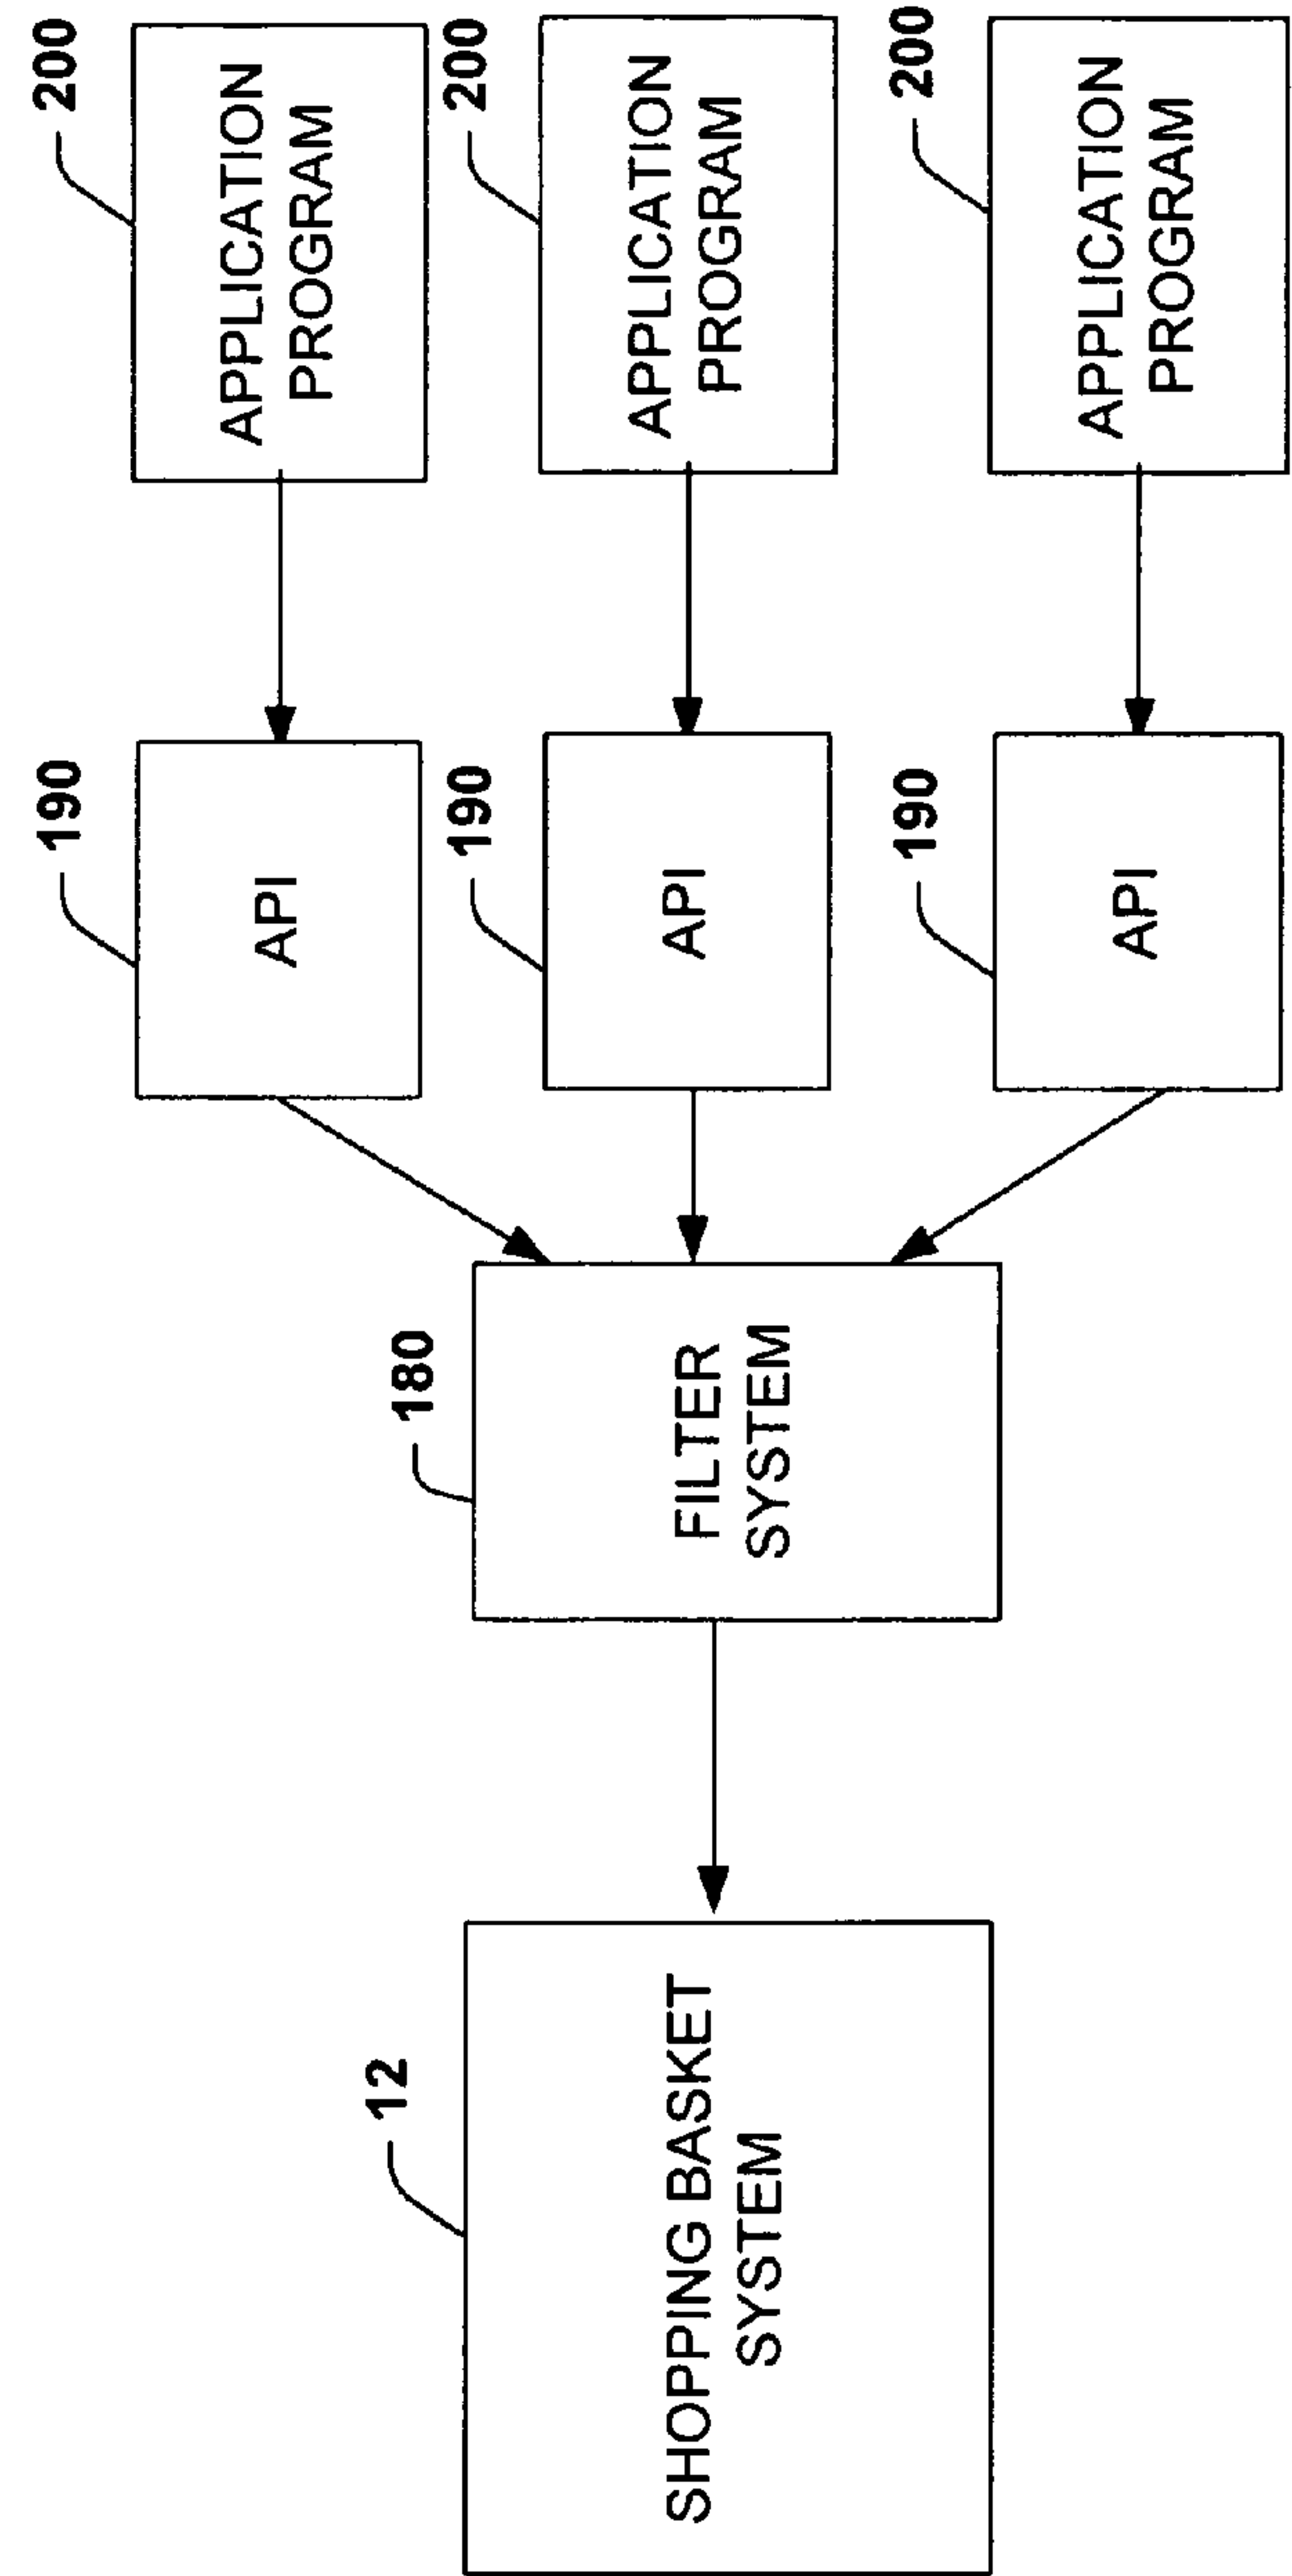 12
SHOPPING BASKET
SYSTEM
180
FILTER
SYSTEM
190
API
190
API
190
API
200
APPLICATION
PROGRAM
200
APPLICATION
PROGRAM
200
APPLICATION
PROGRAM